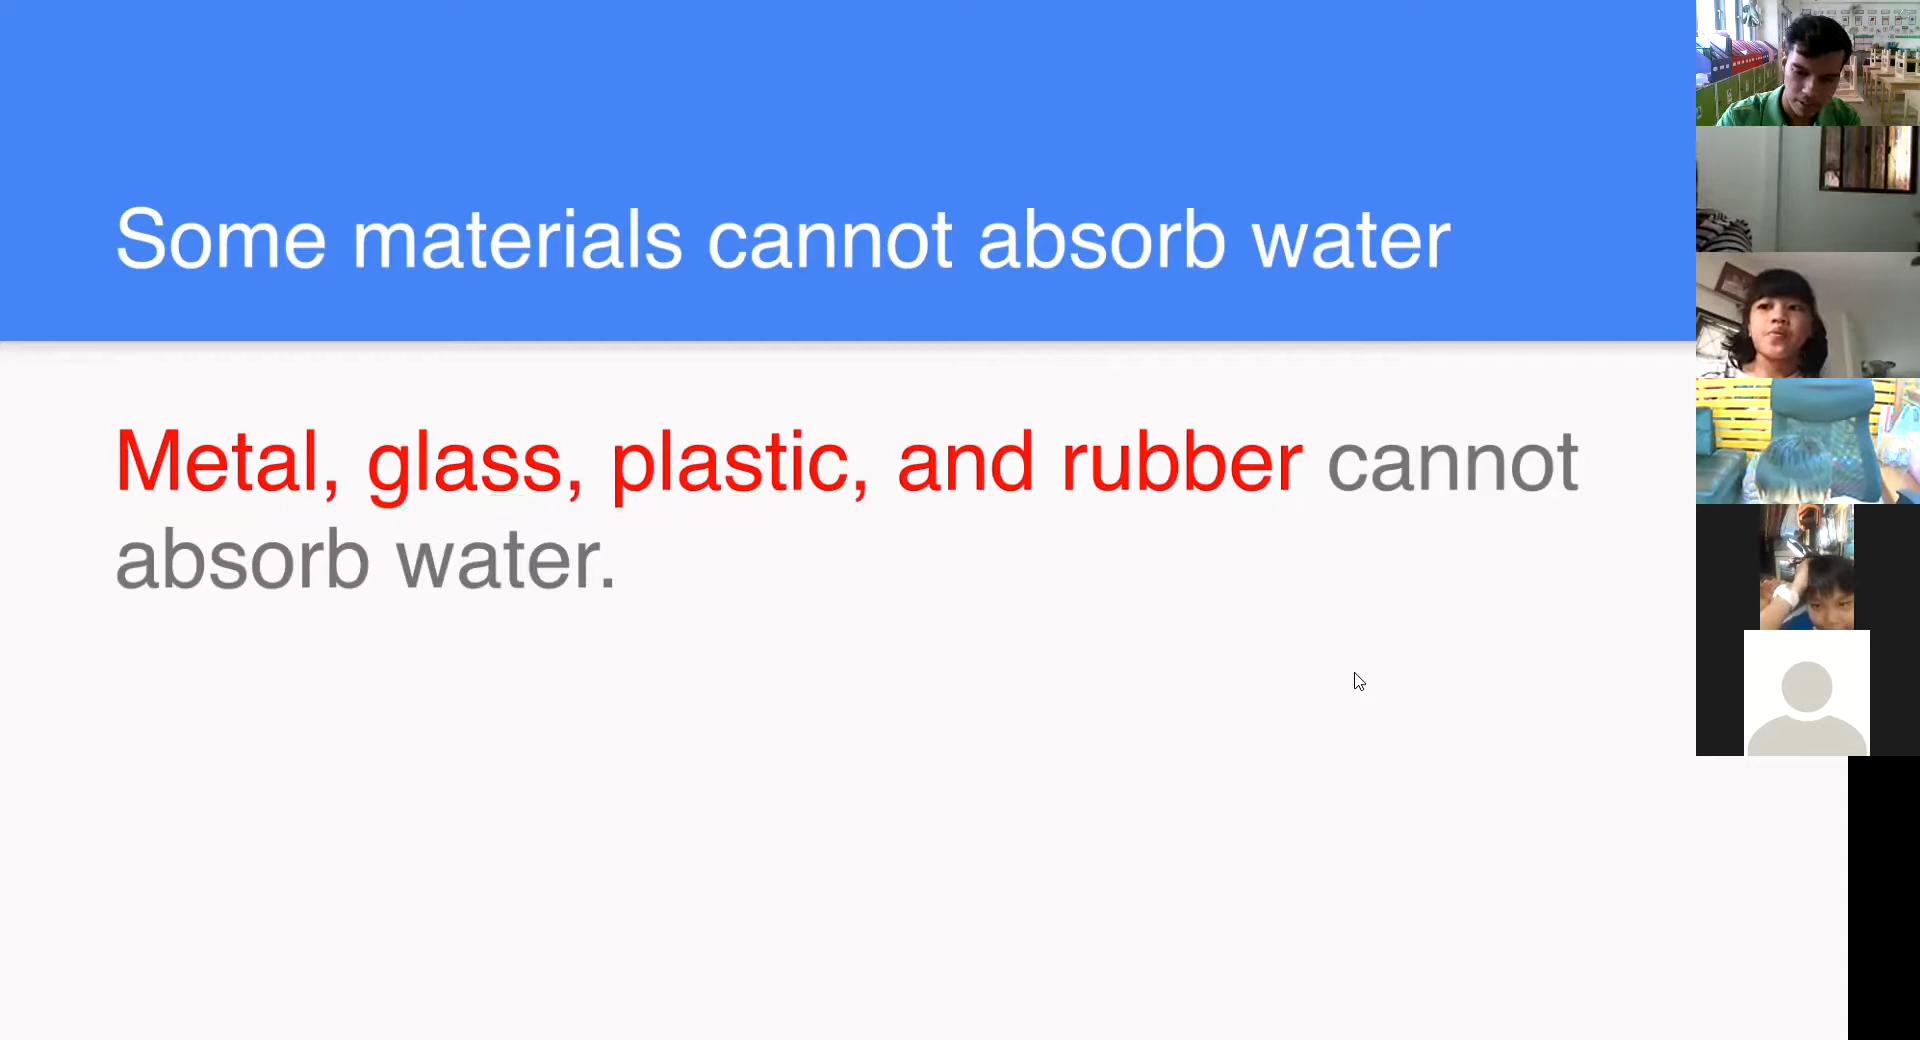 Some materials cannot absorb water
Metal, glass, plastic, and rubber cannot
absorb water.